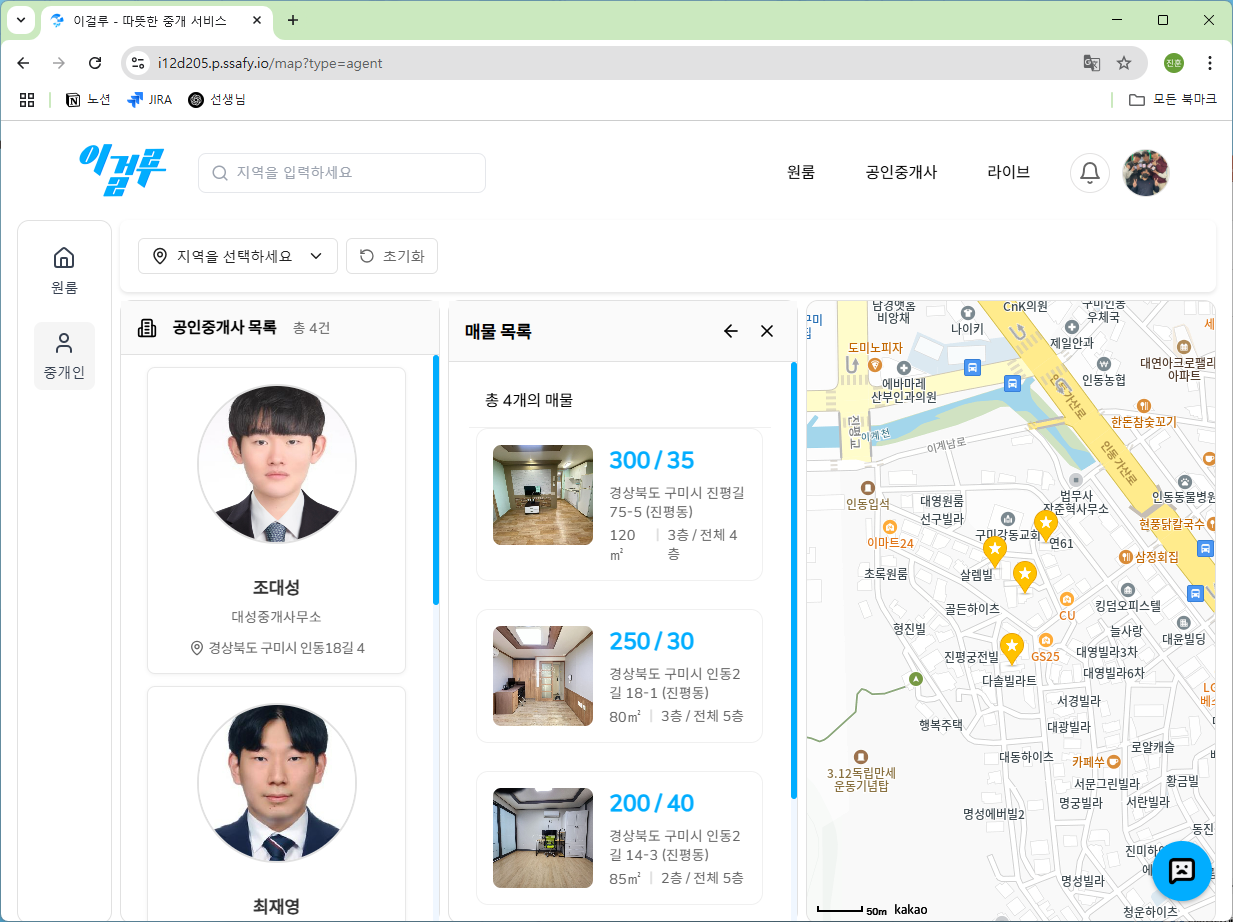 이걸루 - 따뜻한 중개 서비스
i12d205.p.ssafy.io/map?type=agent
진훈
노션
JIRA
선생님
모든 북마크
이걸루
지역을 입력하세요
원룸
공인중개사
라이브
원룸
중개인
지역을 선택하세요
초기화
공인중개사 목록
총 4건
조대성
대성중개사무소
경상북도 구미시 인동18길 4
최재영
매물 목록
총 4개의 매물
300 / 35
경상북도 구미시 진평길
75-5 (진평동)
120
㎡
3층 / 전체 4
층
250 / 30
경상북도 구미시 인동2
길 18-1 (진평동)
80㎡
3층 / 전체 5층
200 / 40
경상북도 구미시 인동2
길 14-3 (진평동)
85㎡
2층 / 전체 5층
남경앳홈
비앙채
나이키
CnK의원
구미인동
우체국
제일안과
도미노피자
에바마레
산부인과의원
인동농협
대연아크로팰리
아파트
인동가산로
한돈참숯꼬기
진평교
이계천
이계남로
인동가산로
인동입석
대영원룸
선구빌라
법무사
장준혁사무소
인동동물병원
이마트24
구미강동교회
연61
현풍닭칼국수
삼정회집
초록원룸
살렘빌
골든하이츠
CU
킹덤오피스텔
형진빌
늘사랑
대윤빌딩
진평궁전빌
GS25
대영빌라3차
다솔빌라트
대영빌라6차
서경빌라
행복주택
대광빌라
3.12독립만세
운동기념탑
대동하이츠
로얄캐슬
카페쑤
서문그린빌라
황금빌
명궁빌라
서란빌라
명성에버빌2
동진
진미하이
명성빌라
청운하이츠
50m
kakao